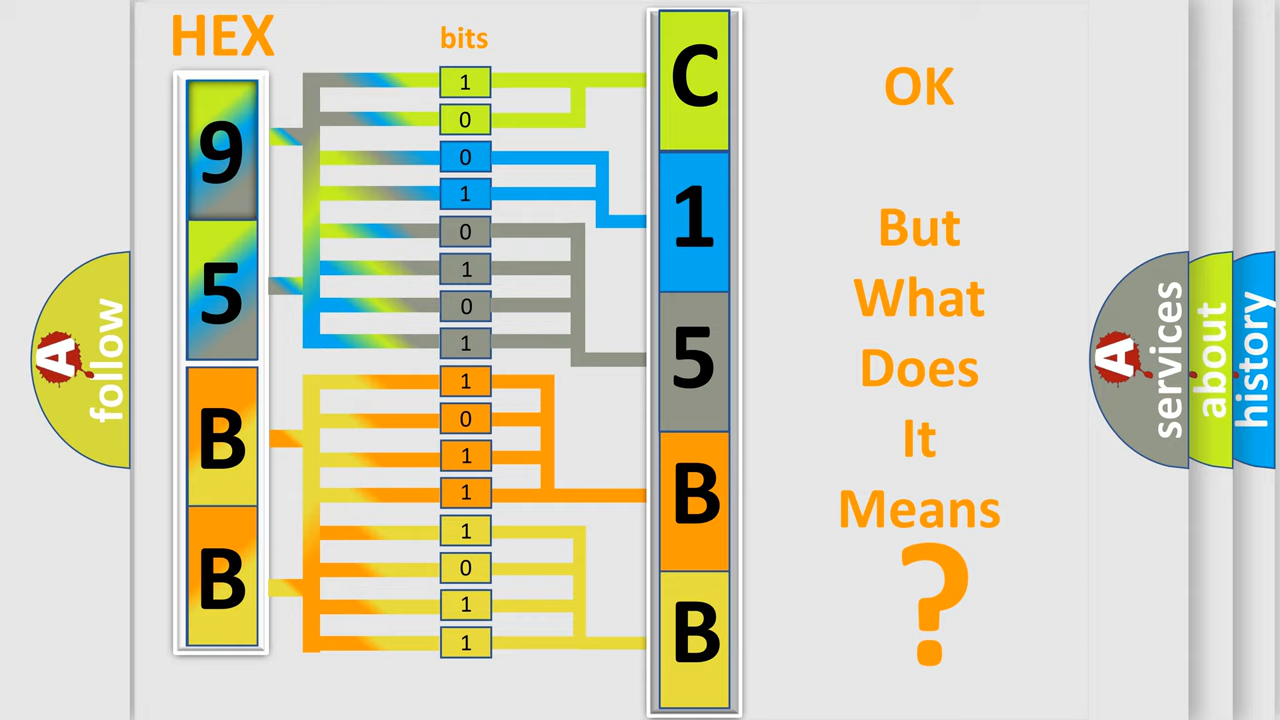 HEX
bits
9
5
B
B
1
0
0
1
0
1
0
1
1
0
1
1
1
0
1
1
C
1
5
B
B
OK
But
What
Does
It
Means
?
A
follow
A
services
about
history